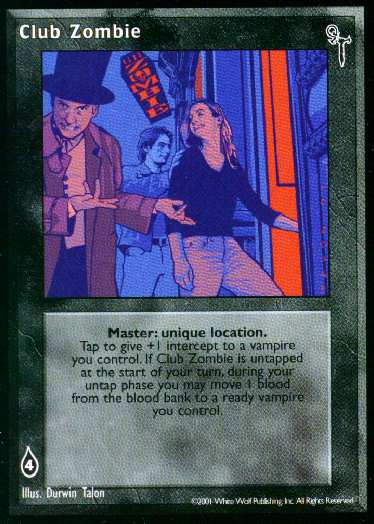 Club Zombie
ZOMBIE
Master: unique location.
Tap to give +1 intercept to a vampire
you control. If Club Zombie is untapped
at the start of your turn, during your
untap phase you may move 1 blood
from the blood bank to a ready vampire
you control.
4
Illus. Durwin Talon
©2001 White Wolf Publishing, Inc. All Rights Reserved.